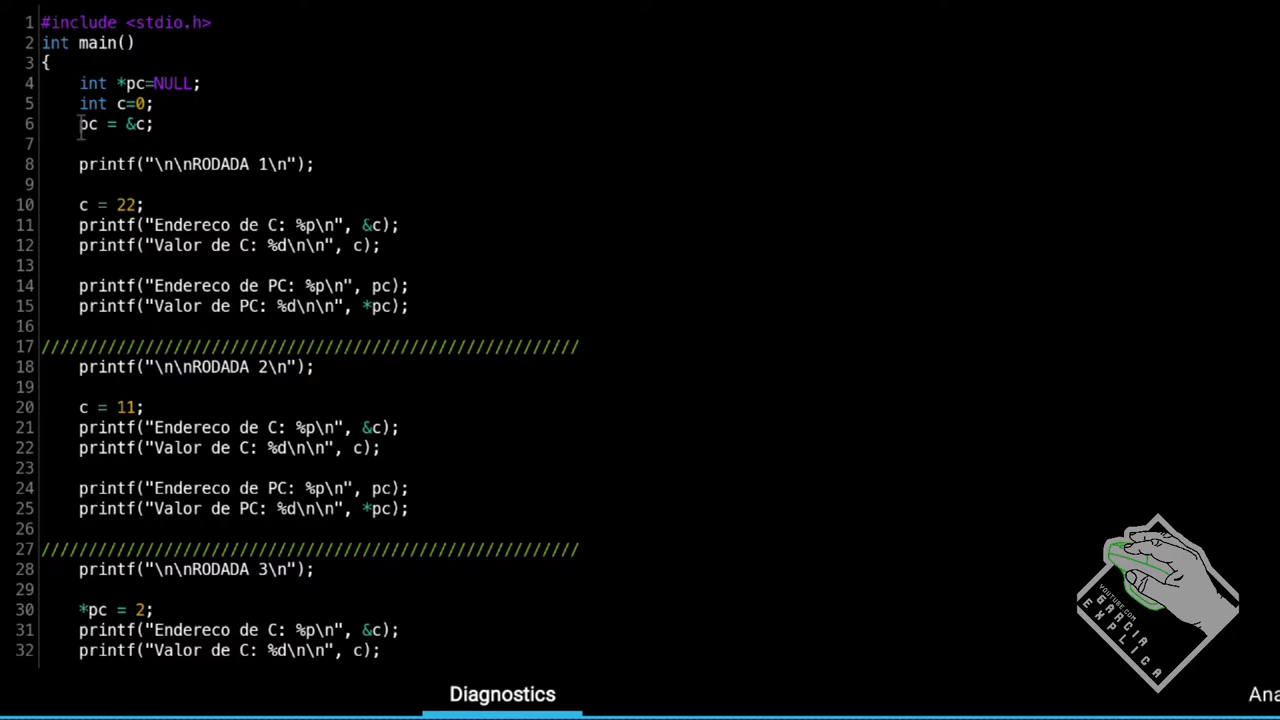 1 #include <stdio.h>
2 int main()
3 {
4 int *pc=NULL;
5 int c=0;
6 pc = &c;
7
8 printf("\n\nRODADA 1\n");
9
10 c = 22;
11 printf("Endereco de C: %p\n", &c);
12 printf("Valor de C: %d\n\n", c);
13
14 printf("Endereco de PC: %p\n", pc);
15 printf("Valor de PC: %d\n\n", *pc);
16
17 /////////////////////////////////////////////////////////
18 printf("\n\nRODADA 2\n");
19
20 c = 11;
21 printf("Endereco de C: %p\n", &c);
22 printf("Valor de C: %d\n\n", c);
23
24 printf("Endereco de PC: %p\n", pc);
25 printf("Valor de PC: %d\n\n", *pc);
26
27 /////////////////////////////////////////////////////////
28 printf("\n\nRODADA 3\n");
29
30 *pc = 2;
31 printf("Endereco de C: %p\n", &c);
32 printf("Valor de C: %d\n\n", c);
YOUTUBE.COM
GARCIA
EXPLICA
Diagnostics
Ana